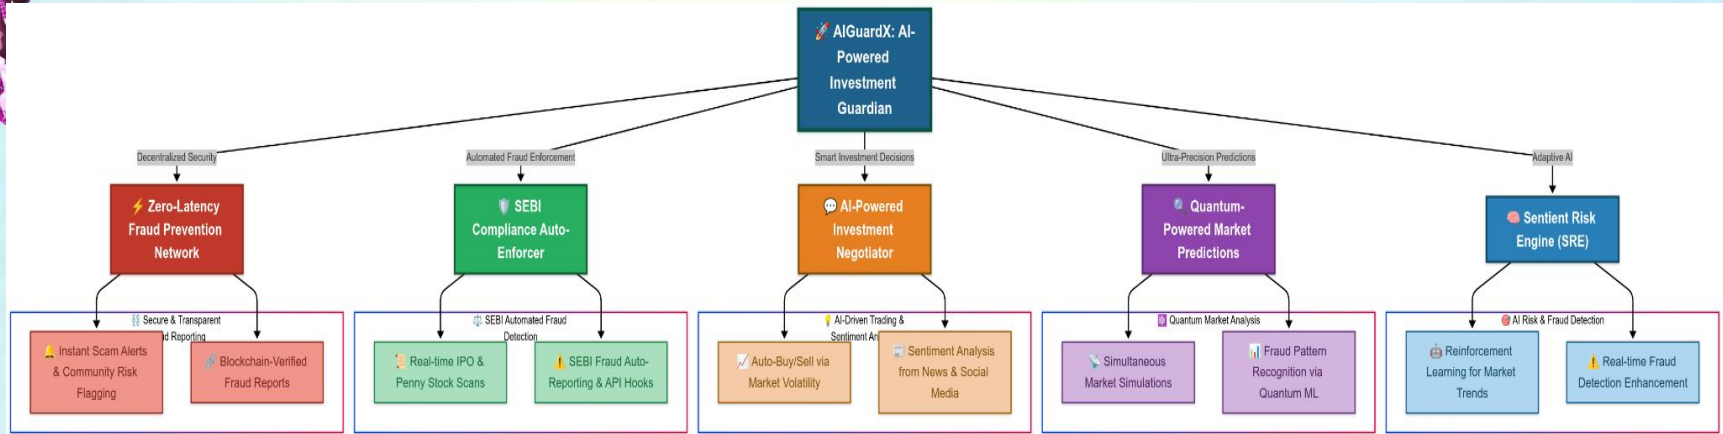 🚀 AIGuardX: AI-
Powered
Investment
Guardian
Decentralized Security
Automated Fraud Enforcement
Smart Investment Decisions
Ultra-Precision Predictions
Adaptive AI
⚡ Zero-Latency
Fraud Prevention
Network
🛡️ SEBI
Compliance Auto-
Enforcer
💬 AI-Powered
Investment
Negotiator
🔍 Quantum-
Powered Market
Predictions
🧠 Sentient Risk
Engine (SRE)
⛓️ Secure & Transparent
Reporting
🔔 Instant Scam Alerts
& Community Risk
Flagging
🔗 Blockchain-Verified
Fraud Reports
⚖️ SEBI Automated Fraud
Detection
📜 Real-time IPO &
Penny Stock Scans
⚠️ SEBI Fraud Auto-
Reporting & API Hooks
💡 AI-Driven Trading &
Sentiment
📈 Auto-Buy/Sell via
Market Volatility
📰 Sentiment Analysis
from News & Social
Media
⚛️ Quantum Market Analysis
📡 Simultaneous
Market Simulations
📊 Fraud Pattern
Recognition via
Quantum ML
🎯 AI Risk & Fraud Detection
🤖 Reinforcement
Learning for Market
Trends
⚠️ Real-time Fraud
Detection Enhancement